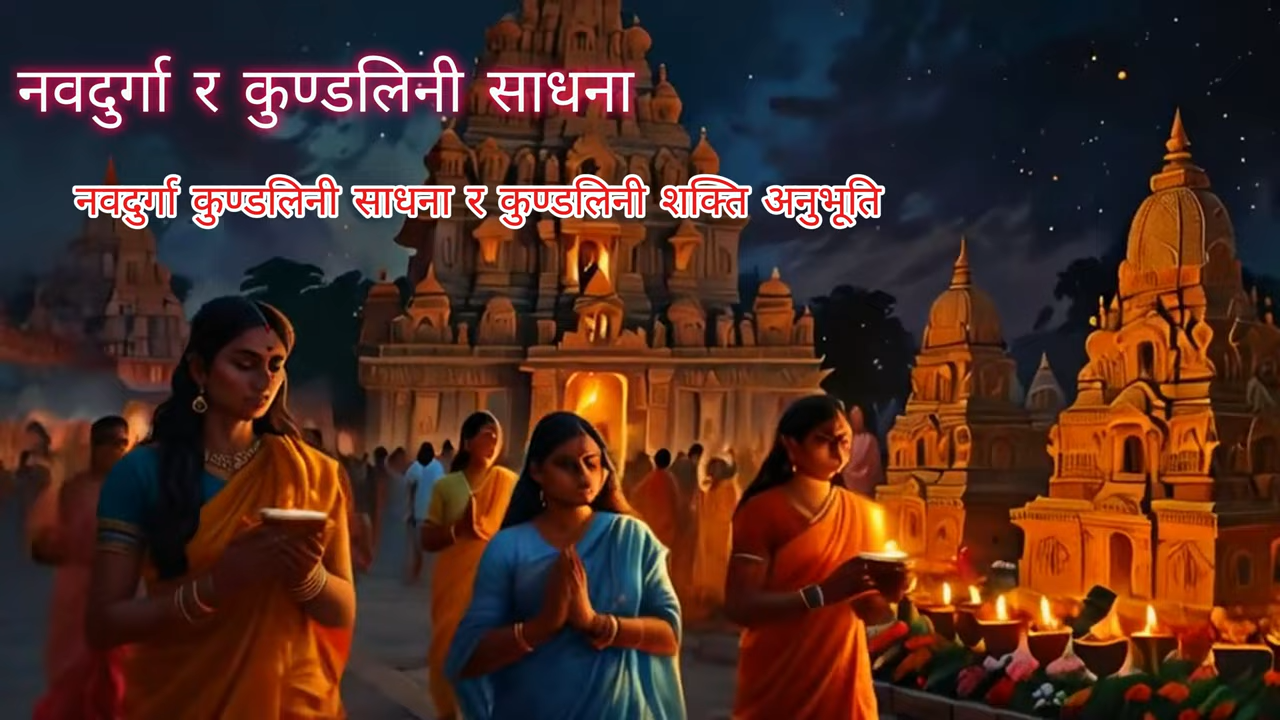 नवदुर्गा र कुण्डलिनी साधना
नवदुर्गा कुण्डलिनी साधना र कुण्डलिनी शक्ति अनुभूति